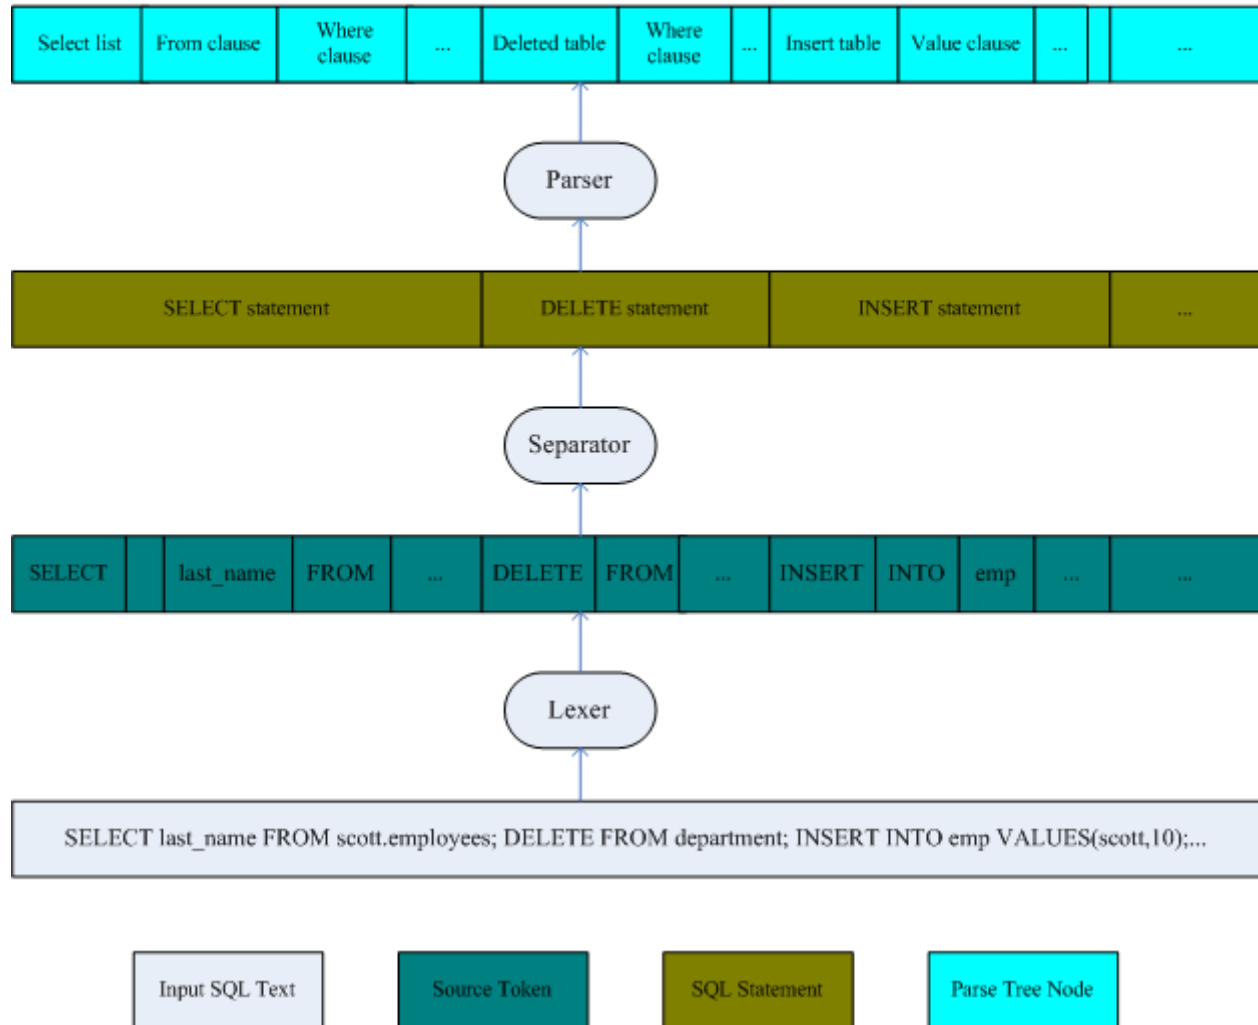 Select list From clause Where clause ... Deleted table Where clause ... Insert table Value clause ... ...
Parser
SELECT statement DELETE statement INSERT statement ...
Separator
SELECT last_name FROM ... DELETE FROM ... INSERT INTO emp ... ...
Lexer
SELECT last_name FROM scott.employees; DELETE FROM department; INSERT INTO emp VALUES(scott,10);...
Input SQL Text Source Token SQL Statement Parse Tree Node